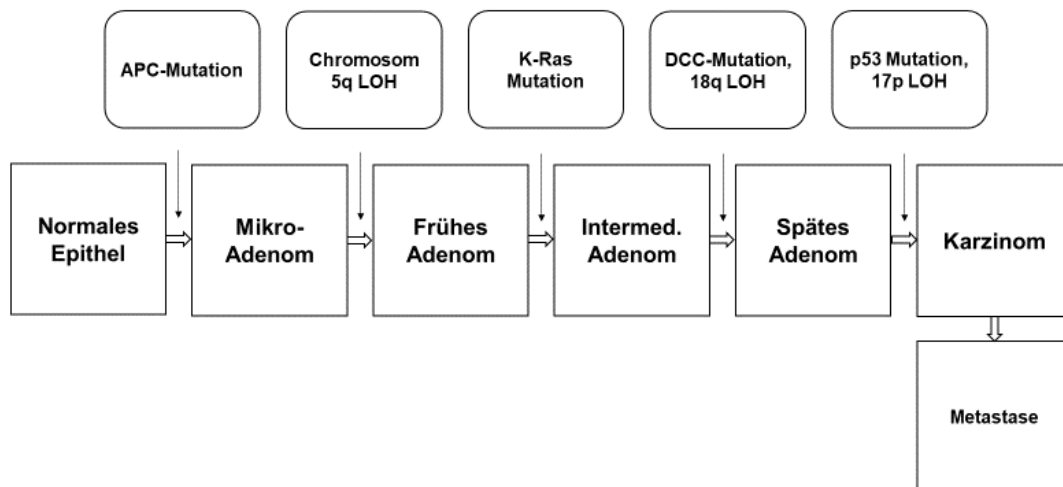 APC-Mutation
Chromosom
5q LOH
K-Ras
Mutation
DCC-Mutation,
18q LOH
p53 Mutation,
17p LOH
Normales
Epithel
Mikro-
Adenom
Frühes
Adenom
Intermed.
Adenom
Spätes
Adenom
Karzinom
Metastase